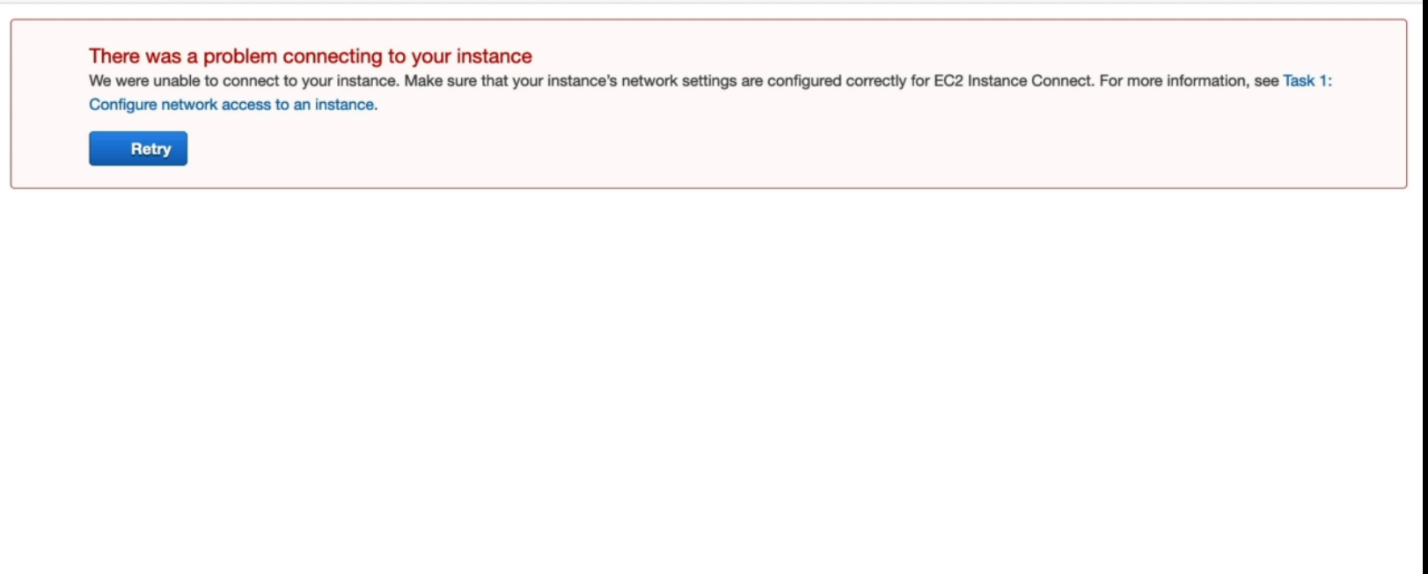 There was a problem connecting to your instance
We were unable to connect to your instance. Make sure that your instance's network settings are configured correctly for EC2 Instance Connect. For more information, see Task 1:
Configure network access to an instance.
Retry